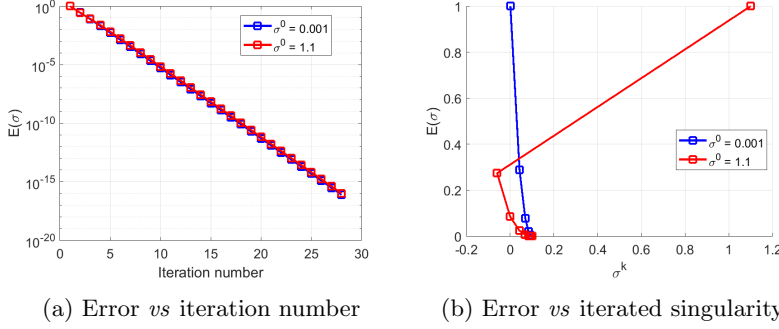 10^0
10^-5
10^-10
10^-15
10^-20
E(σ)
0 5 10 15 20 25 30
Iteration number
σ^0 = 0.001
σ^0 = 1.1
(a) Error vs iteration number
1
0.8
0.6
0.4
0.2
0
E(σ)
-0.2 0 0.2 0.4 0.6 0.8 1 1.2
σ^k
σ^0 = 0.001
σ^0 = 1.1
(b) Error vs iterated singularity